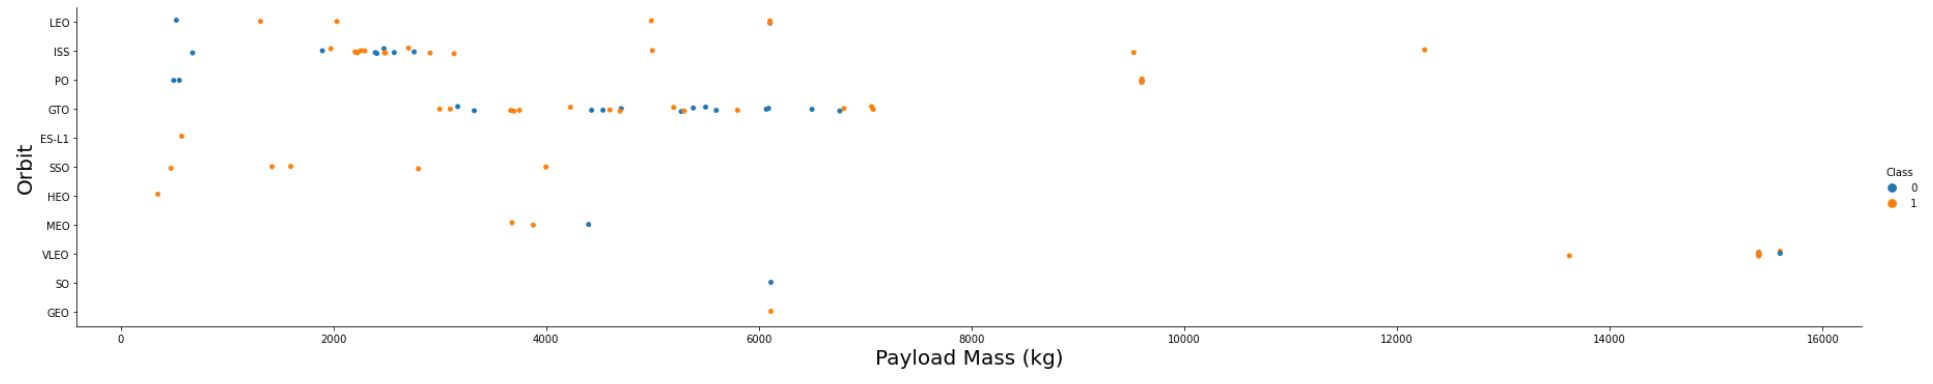 LEO
ISS
PO
GTO
ES-L1
SSO
HEO
MEO
VLEO
SO
GEO
Orbit
0
2000
4000
6000
8000
10000
12000
14000
16000
Payload Mass (kg)
Class
0
1